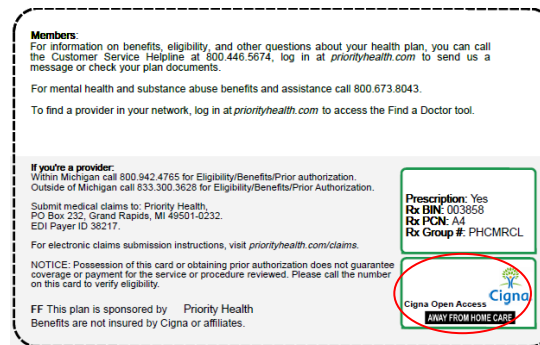 Members:
For information on benefits, eligibility, and other questions about your health plan, you can call
the Customer Service Helpline at 800.446.5674, log in at priorityhealth.com to send us a
message or check your plan documents.
For mental health and substance abuse benefits and assistance call 800.673.8043.
To find a provider in your network, log in at priorityhealth.com to access the Find a Doctor tool.
If you're a provider:
Within Michigan call 800.942.4765 for Eligibility/Benefits/Prior authorization.
Outside of Michigan call 833.300.3628 for Eligibility/Benefits/Prior Authorization.
Submit medical claims to: Priority Health,
PO Box 232, Grand Rapids, MI 49501-0232.
EDI Payer ID 38217.
For electronic claims submission instructions, visit priorityhealth.com/claims.
NOTICE: Possession of this card or obtaining prior authorization does not guarantee
coverage or payment for the service or procedure reviewed. Please call the number
on this card to verify eligibility.
FF This plan is sponsored by Priority Health
Benefits are not insured by Cigna or affiliates.
Prescription: Yes
Rx BIN: 003858
Rx PCN: A4
Rx Group #: PHCMRCL
Cigna
Cigna Open Access
AWAY FROM HOME CARE